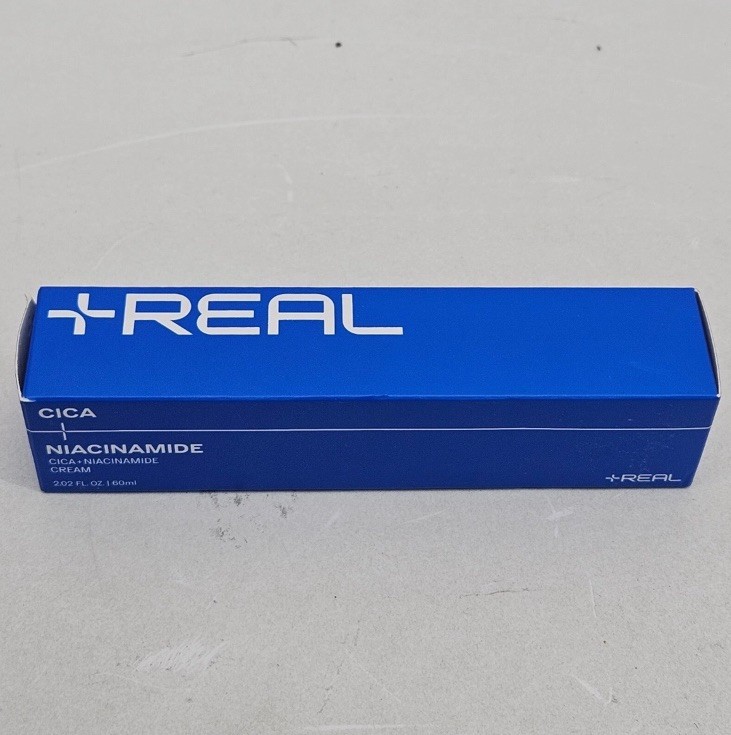 +REAL
CICA
NIACINAMIDE
CICA + NIACINAMIDE
CREAM
2.02 FL. OZ. | 60ml
+REAL